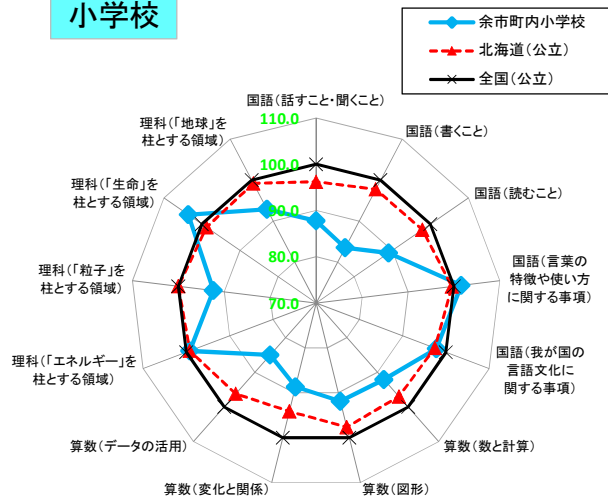 小学校
余市町内小学校
北海道(公立)
全国(公立)
国語(話すこと・聞くこと)
国語(書くこと)
国語(読むこと)
国語(言葉の
特徴や使い方
に関する事項)
国語(我が国の
言語文化に
関する事項)
算数(数と計算)
算数(図形)
算数(変化と関係)
算数(データの活用)
理科(「エネルギー」を
柱とする領域)
理科(「粒子」を
柱とする領域)
理科(「生命」を
柱とする領域)
理科(「地球」を
柱とする領域)
110.0
100.0
90.0
80.0
70.0